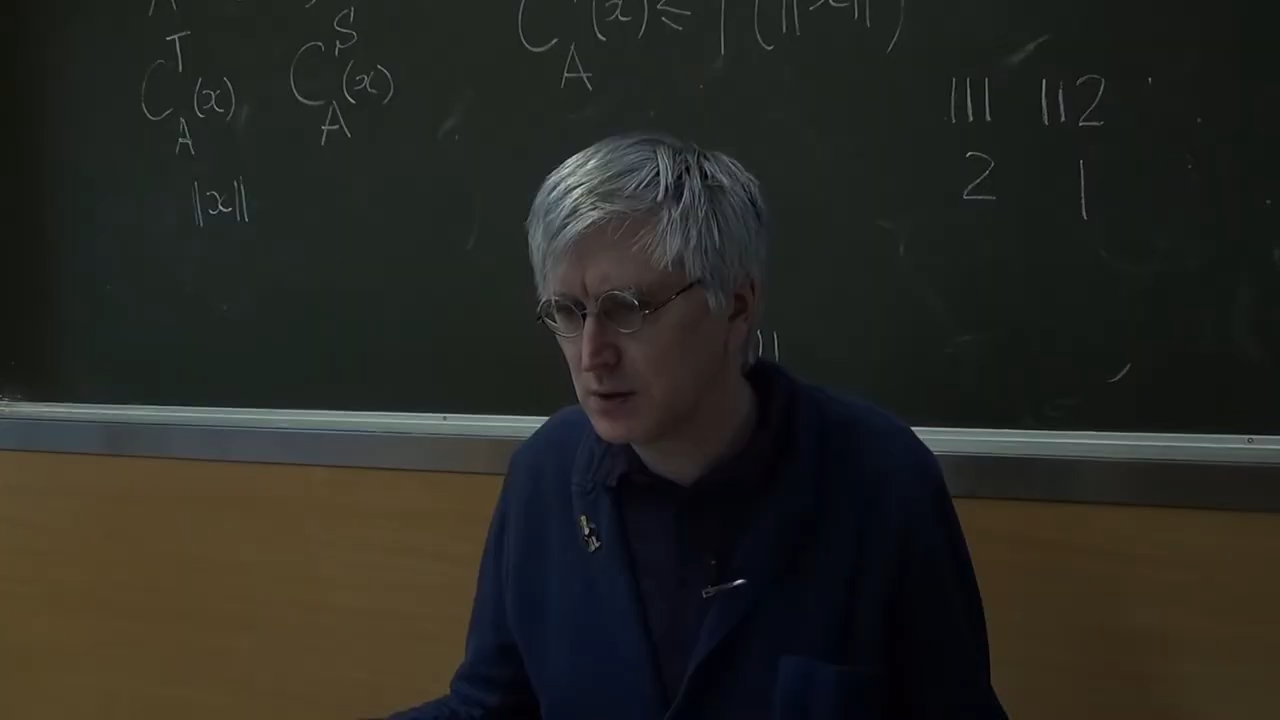 C^T_A(x) C^S_A(x) C_A(x) ≤ (||x||)
||x||
111 112
2 1